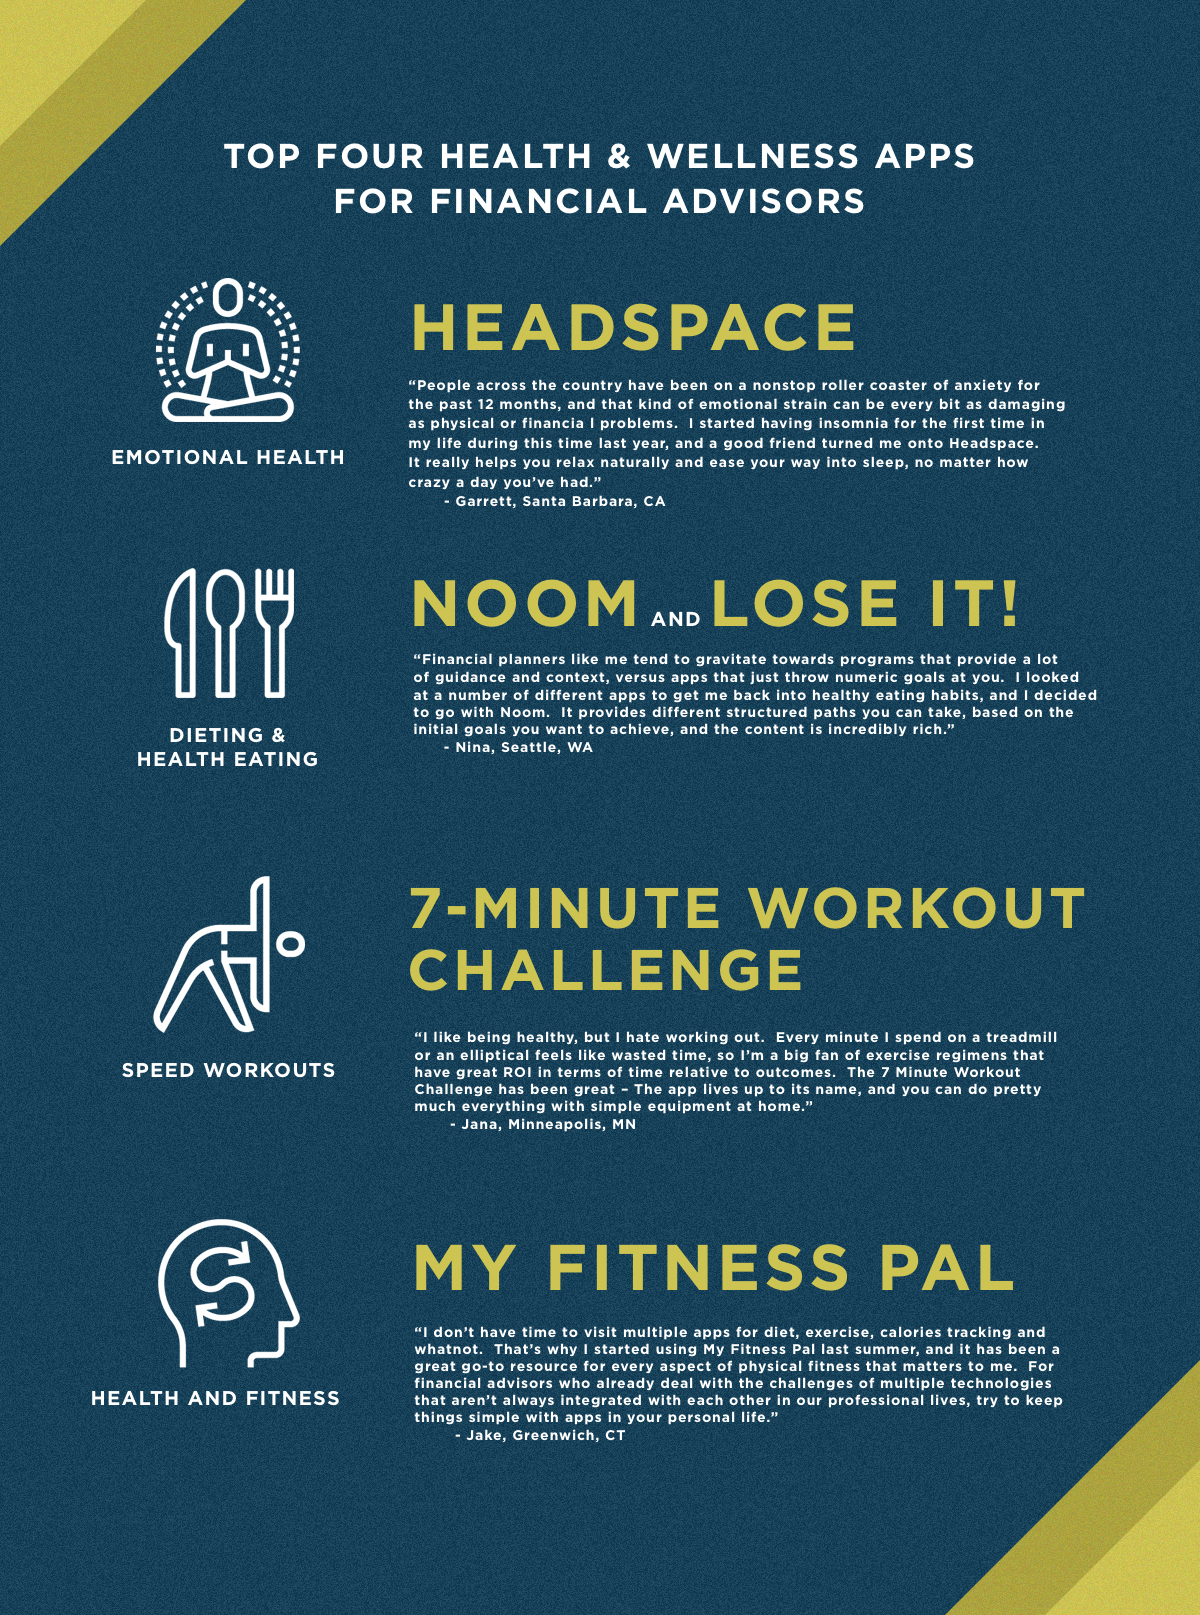 TOP FOUR HEALTH & WELLNESS APPS
FOR FINANCIAL ADVISORS
EMOTIONAL HEALTH
HEADSPACE
“People across the country have been on a nonstop roller coaster of anxiety for
the past 12 months, and that kind of emotional strain can be every bit as damaging
as physical or financia l problems. I started having insomnia for the first time in
my life during this time last year, and a good friend turned me onto Headspace.
It really helps you relax naturally and ease your way into sleep, no matter how
crazy a day you’ve had.”
- Garrett, Santa Barbara, CA
DIETING &
HEALTH EATING
NOOM AND LOSE IT!
“Financial planners like me tend to gravitate towards programs that provide a lot
of guidance and context, versus apps that just throw numeric goals at you. I looked
at a number of different apps to get me back into healthy eating habits, and I decided
to go with Noom. It provides different structured paths you can take, based on the
initial goals you want to achieve, and the content is incredibly rich.”
- Nina, Seattle, WA
SPEED WORKOUTS
7-MINUTE WORKOUT
CHALLENGE
“I like being healthy, but I hate working out. Every minute I spend on a treadmill
or an elliptical feels like wasted time, so I’m a big fan of exercise regimens that
have great ROI in terms of time relative to outcomes. The 7 Minute Workout
Challenge has been great – The app lives up to its name, and you can do pretty
much everything with simple equipment at home.”
- Jana, Minneapolis, MN
HEALTH AND FITNESS
MY FITNESS PAL
“I don’t have time to visit multiple apps for diet, exercise, calories tracking and
whatnot. That’s why I started using My Fitness Pal last summer, and it has been a
great go-to resource for every aspect of physical fitness that matters to me. For
financial advisors who already deal with the challenges of multiple technologies
that aren’t always integrated with each other in our professional lives, try to keep
things simple with apps in your personal life.”
- Jake, Greenwich, CT